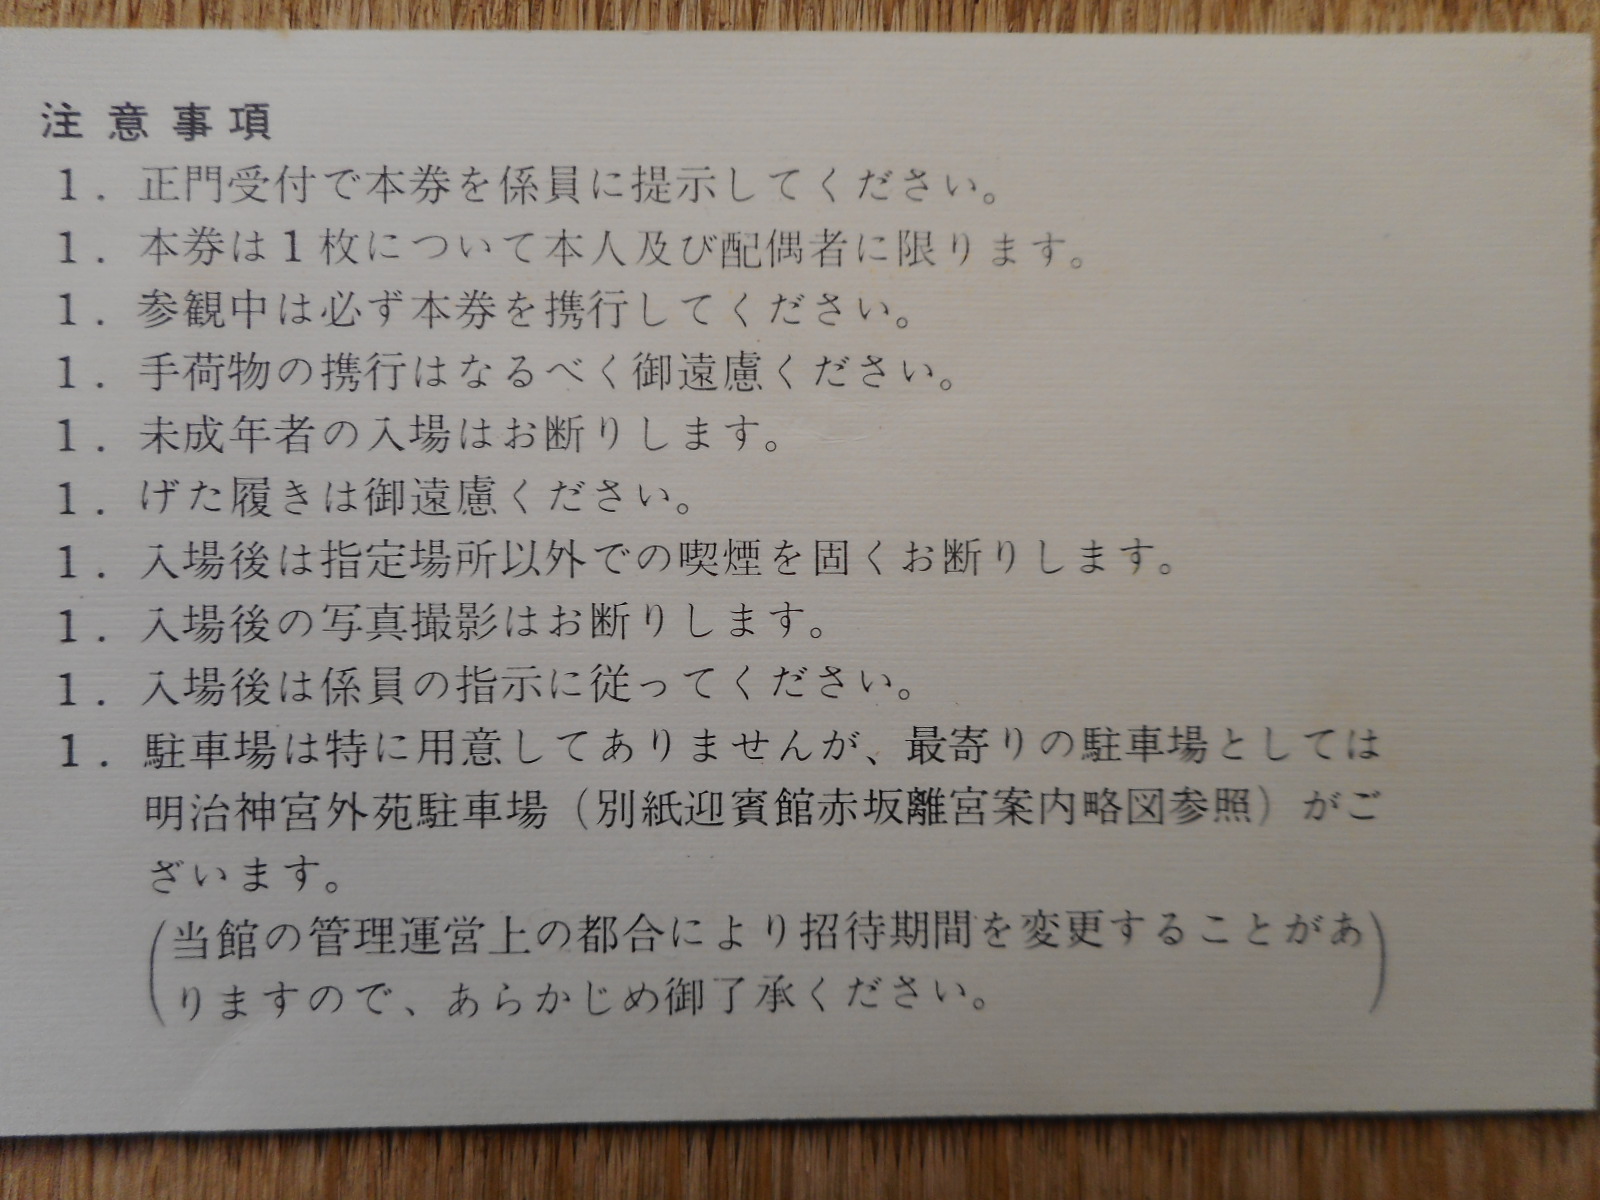 注意事項
1. 正門受付で本券を係員に提示してください。
1. 本券は1枚について本人及び配偶者に限ります。
1. 参観中は必ず本券を携行してください。
1. 手荷物の携行はなるべく御遠慮ください。
1. 未成年者の入場はお断りします。
1. げた履きは御遠慮ください。
1. 入場後は指定場所以外での喫煙を固くお断りします。
1. 入場後の写真撮影はお断りします。
1. 入場後は係員の指示に従ってください。
1. 駐車場は特に用意してありませんが、最寄りの駐車場としては
明治神宮外苑駐車場（別紙迎賓館赤坂離宮案内略図参照）がご
ざいます。
(当館の管理運営上の都合により招待期間を変更することがあ
りますので、あらかじめ御了承ください。)